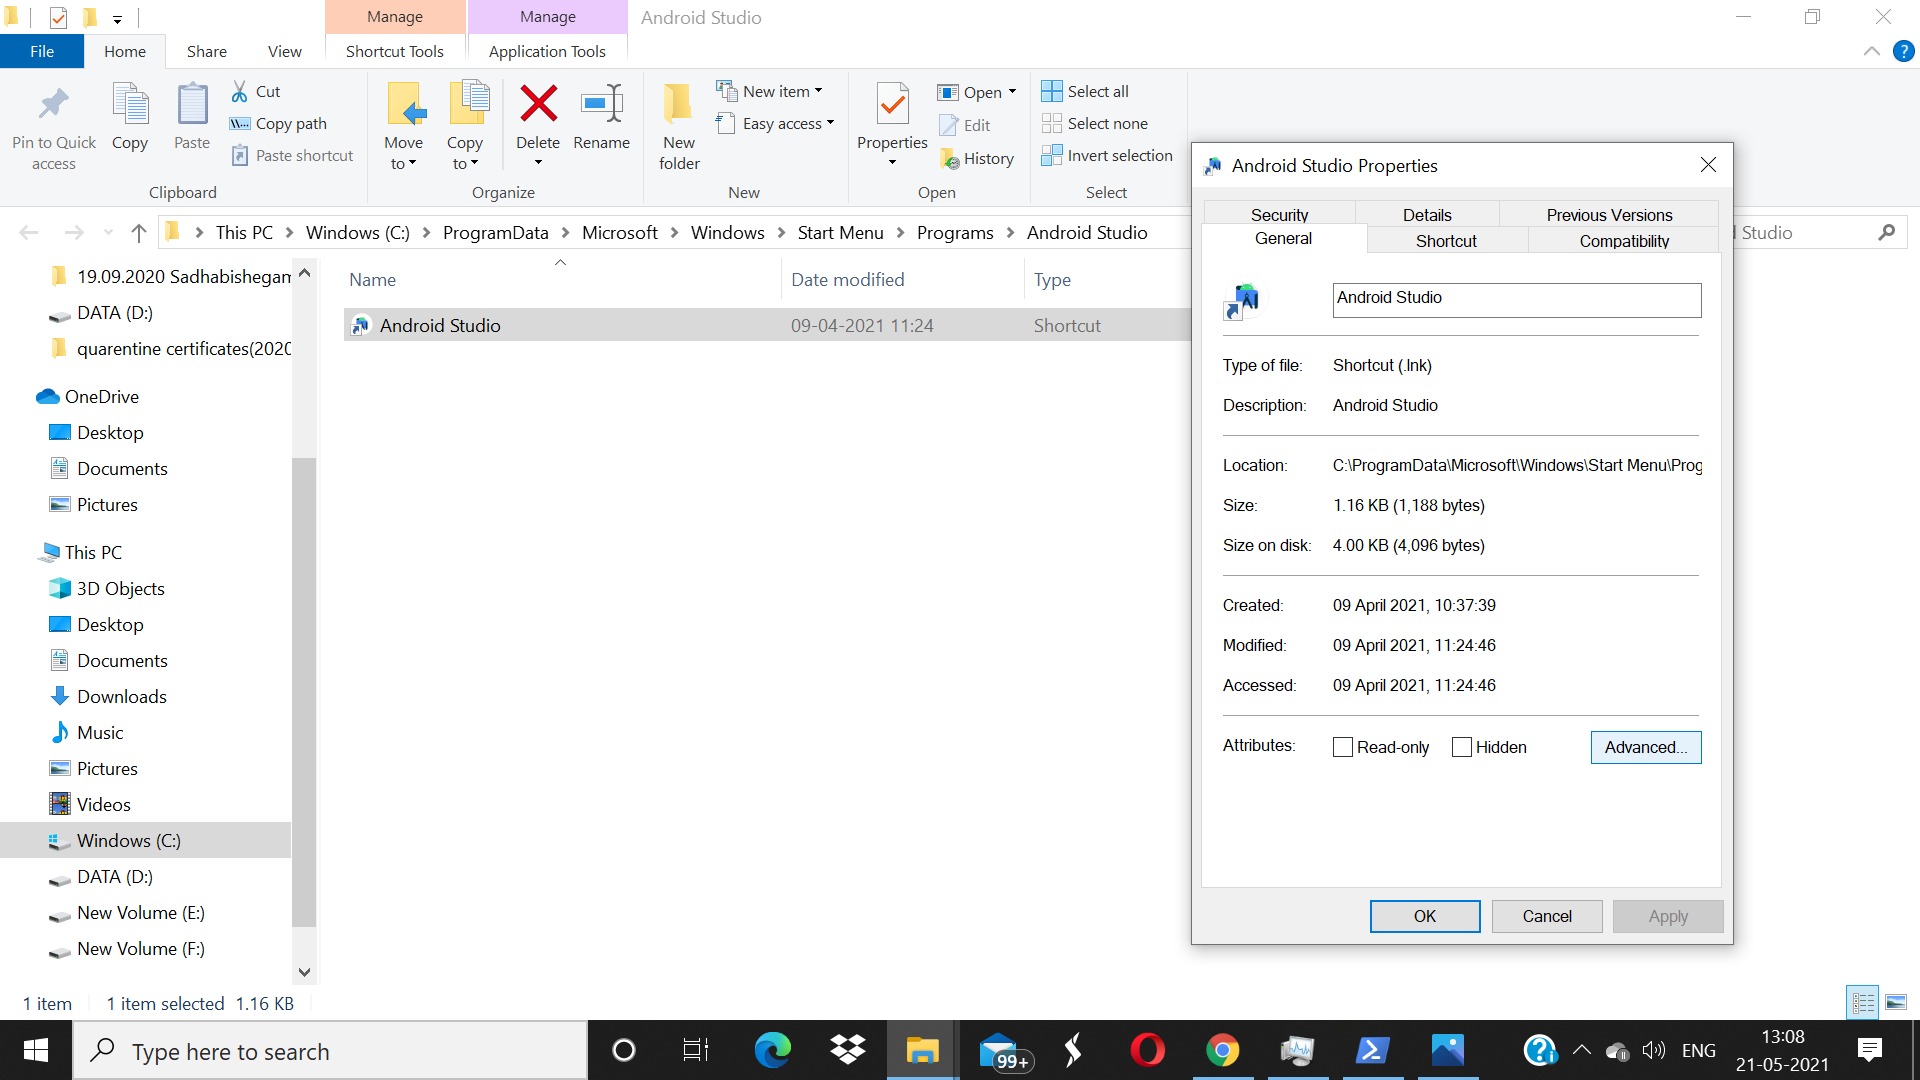 Manage
Manage
Android Studio
File
Home
Share
View
Shortcut Tools
Application Tools
?
Pin to Quick access
Copy
Paste
Cut
Copy path
Paste shortcut
Clipboard
Move to
Copy to
Delete
Rename
Organize
New folder
New item
Easy access
New
Properties
Open
Edit
History
Open
Select all
Select none
Invert selection
Select
This PC
Windows (C:)
ProgramData
Microsoft
Windows
Start Menu
Programs
Android Studio
Studio
19.09.2020 Sadhabishegam
DATA (D:)
quarentine certificates(2020
OneDrive
Desktop
Documents
Pictures
This PC
3D Objects
Desktop
Documents
Downloads
Music
Pictures
Videos
Windows (C:)
DATA (D:)
New Volume (E:)
New Volume (F:)
Name
Date modified
Type
Android Studio
09-04-2021 11:24
Shortcut
Android Studio Properties
Security
Details
Previous Versions
General
Shortcut
Compatibility
Android Studio
Type of file: Shortcut (.lnk)
Description: Android Studio
Location: C:\ProgramData\Microsoft\Windows\Start Menu\Prog
Size: 1.16 KB (1,188 bytes)
Size on disk: 4.00 KB (4,096 bytes)
Created: 09 April 2021, 10:37:39
Modified: 09 April 2021, 11:24:46
Accessed: 09 April 2021, 11:24:46
Attributes: Read-only Hidden Advanced...
OK
Cancel
Apply
1 item
1 item selected 1.16 KB
Type here to search
99+
ENG
13:08
21-05-2021